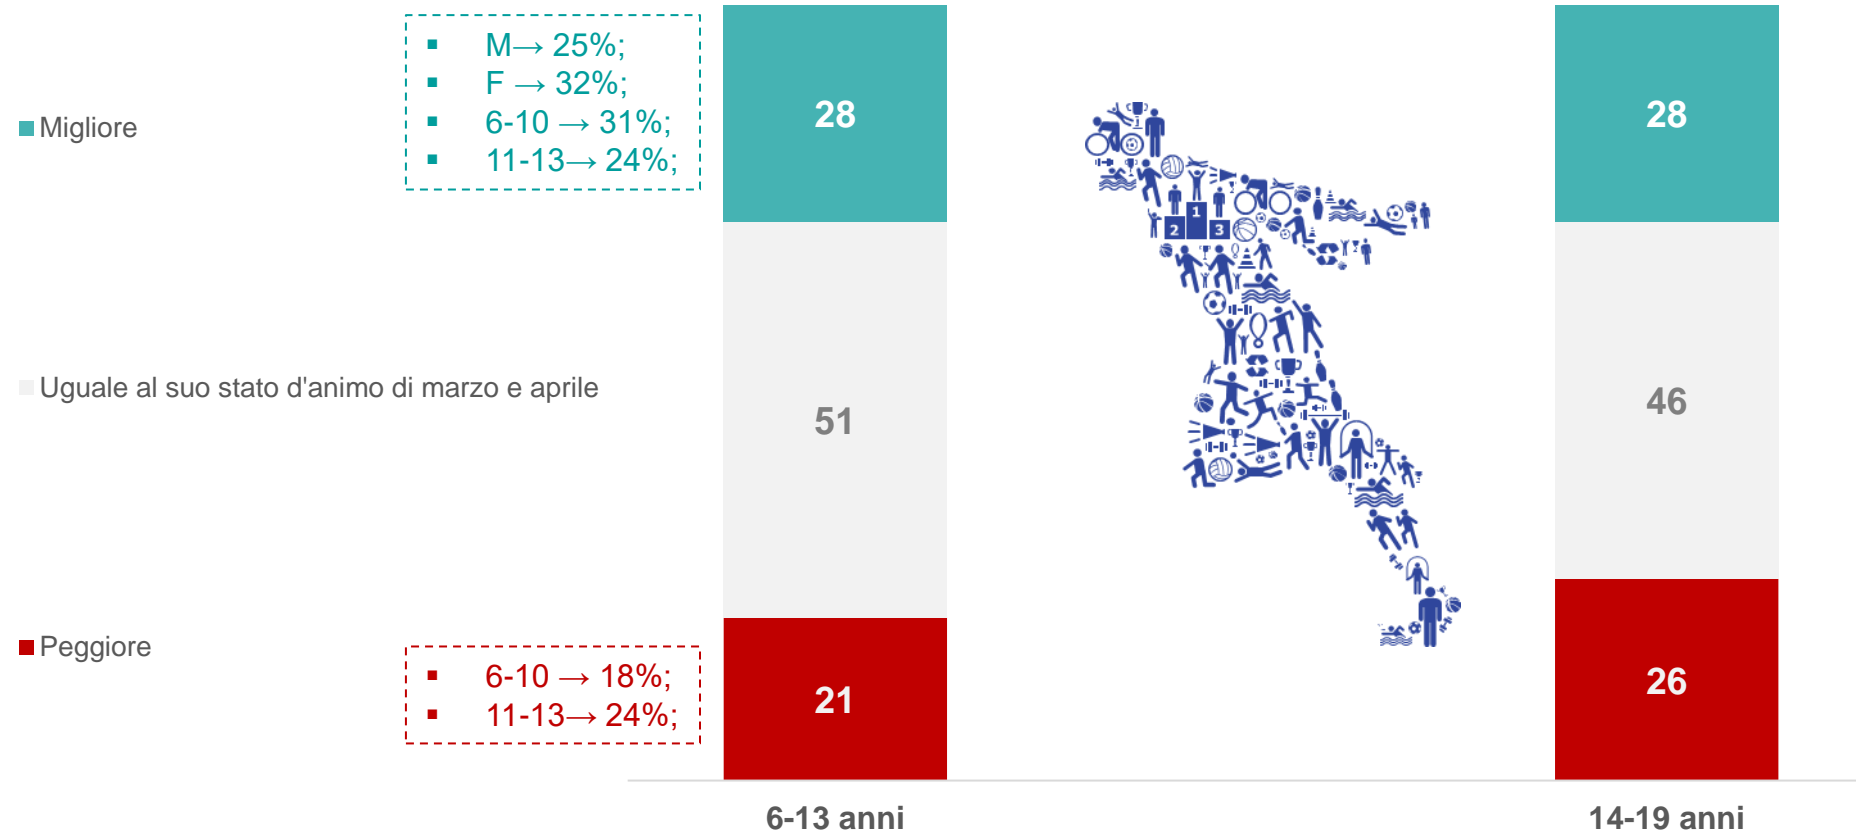 M→ 25%;
F → 32%;
6-10 → 31%;
11-13→ 24%;
Migliore
Uguale al suo stato d'animo di marzo e aprile
Peggiore
6-10 → 18%;
11-13→ 24%;
28
51
21
1
2
3
28
46
26
6-13 anni
14-19 anni